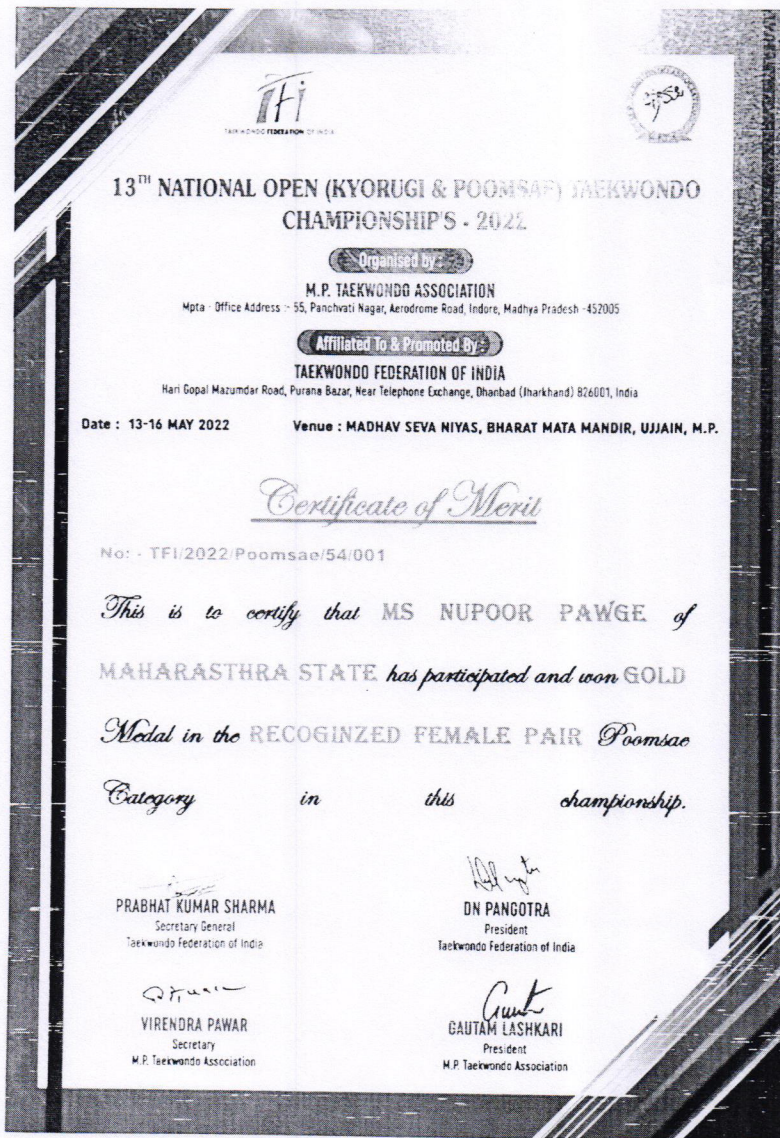 TFI
TAEKWONDO FEDERATION OF INDIA
13TH NATIONAL OPEN (KYORUGI & POOMSAE) TAEKWONDO
CHAMPIONSHIP'S - 2022
Organised by :
M.P. TAEKWONDO ASSOCIATION
Mpta - Office Address :- 55, Panchvati Nagar, Aerodrome Road, Indore, Madhya Pradesh -452005
Affiliated To & Promoted By :
TAEKWONDO FEDERATION OF INDIA
Hari Gopal Mazumdar Road, Purana Bazar, Near Telephone Exchange, Dhanbad (Jharkhand) 826001, India
Date : 13-16 MAY 2022 Venue : MADHAV SEVA NIYAS, BHARAT MATA MANDIR, UJJAIN, M.P.
Certificate of Merit
No: - TFI/2022/Poomsae/54/001
This is to certify that MS NUPOOR PAWGE of
MAHARASTHRA STATE has participated and won GOLD
Medal in the RECOGINZED FEMALE PAIR Poomsae
Category in this championship.
PRABHAT KUMAR SHARMA
Secretary General
Taekwondo Federation of India
DN PANGOTRA
President
Taekwondo Federation of India
VIRENDRA PAWAR
Secretary
M.P. Taekwondo Association
GAUTAM LASHKARI
President
M.P. Taekwondo Association